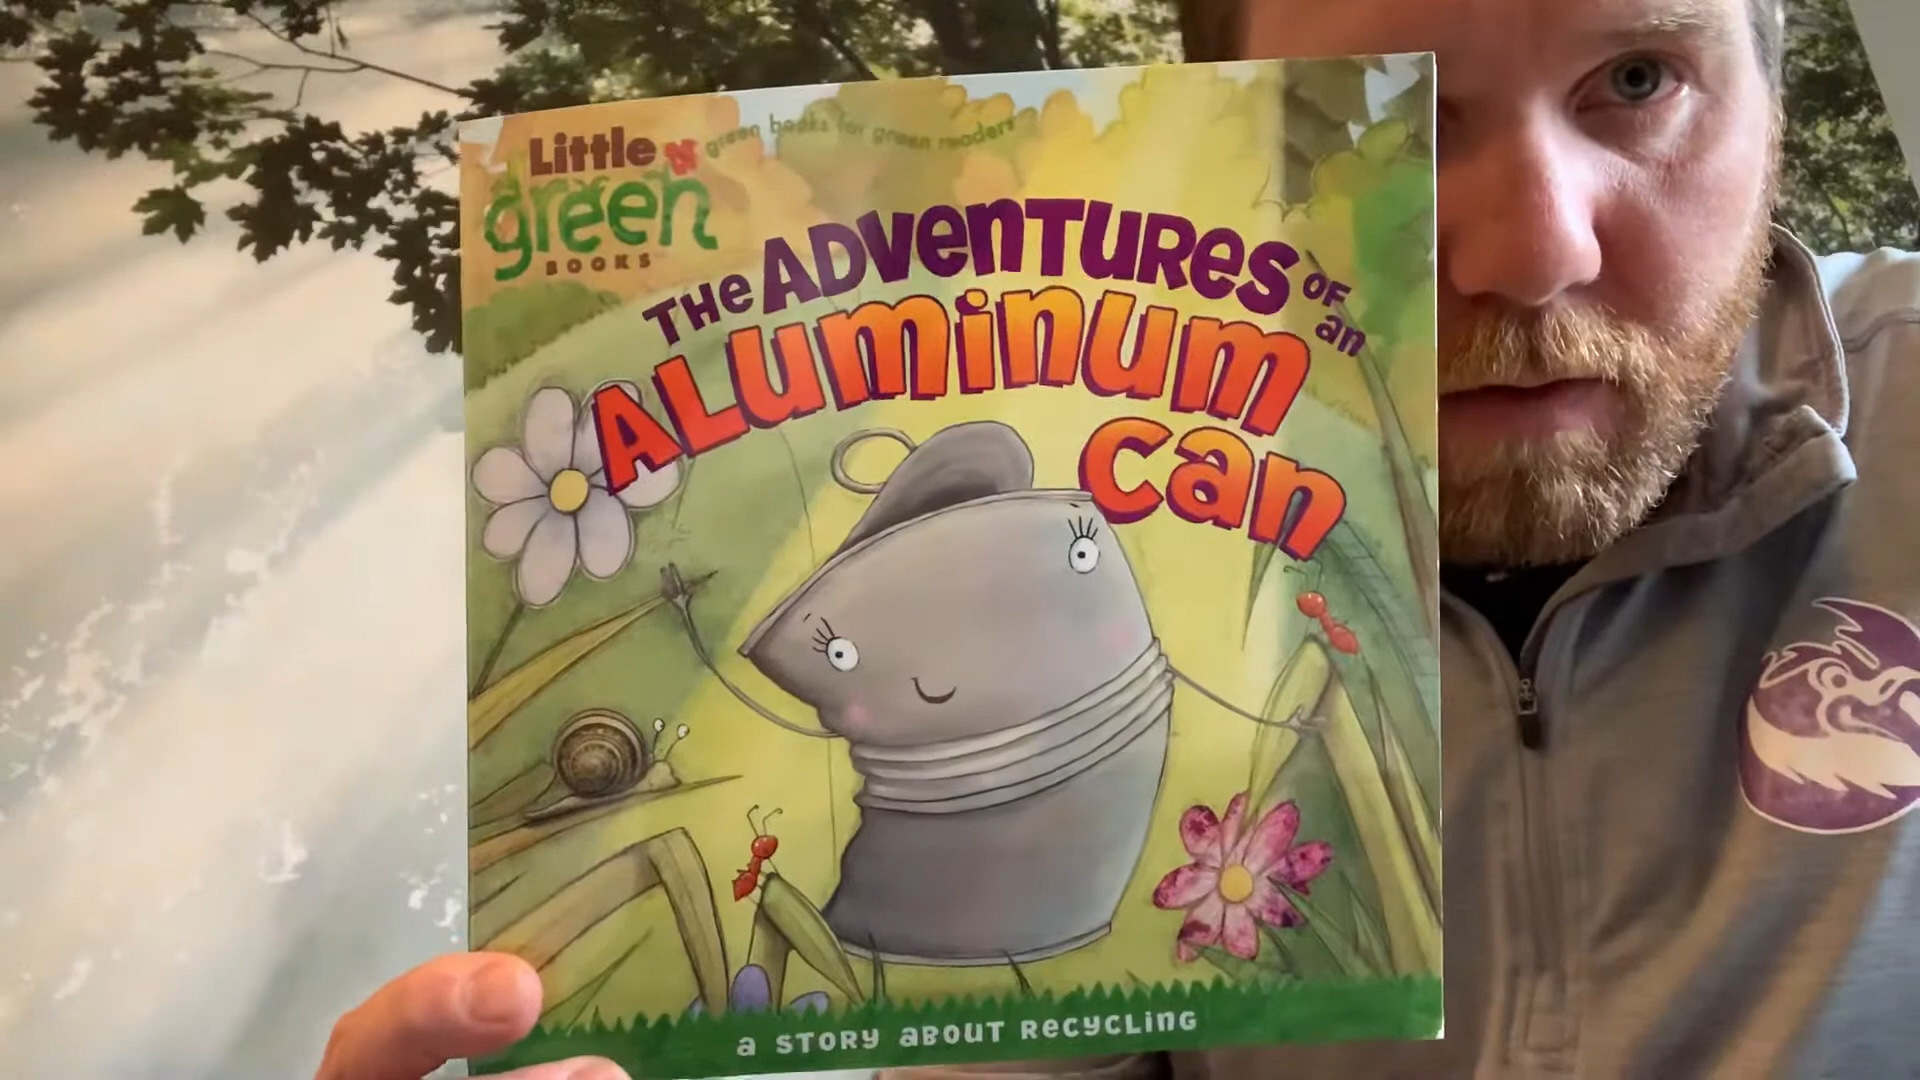 Little
green books for green readers
green
BOOKS
THE ADVENTURES OF
an
ALUMINUM
can
a STORY aBOUT Recycling